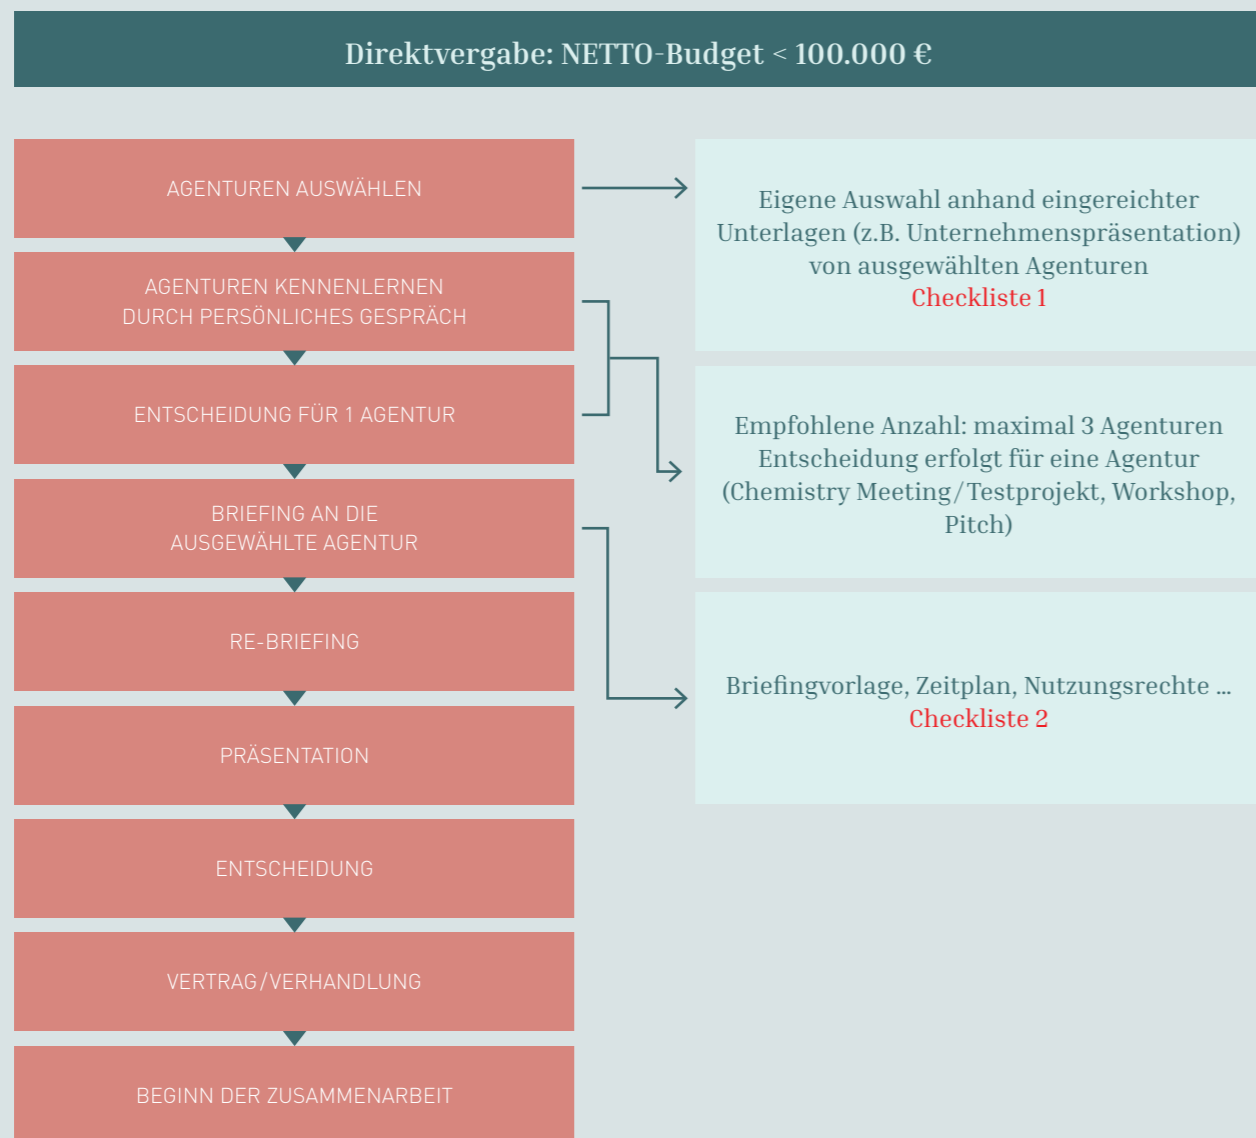 Direktvergabe: NETTO-Budget < 100.000 €
AGENTUREN AUSWÄHLEN
Eigene Auswahl anhand eingereichter
Unterlagen (z.B. Unternehmenspräsentation)
von ausgewählten Agenturen
Checkliste 1
AGENTUREN KENNENLERNEN
DURCH PERSÖNLICHES GESPRÄCH
ENTSCHEIDUNG FÜR 1 AGENTUR
Empfohlene Anzahl: maximal 3 Agenturen
Entscheidung erfolgt für eine Agentur
(Chemistry Meeting/Testprojekt, Workshop,
Pitch)
BRIEFING AN DIE
AUSGEWÄHLTE AGENTUR
RE-BRIEFING
Briefingvorlage, Zeitplan, Nutzungsrechte ...
Checkliste 2
PRÄSENTATION
ENTSCHEIDUNG
VERTRAG/VERHANDLUNG
BEGINN DER ZUSAMMENARBEIT